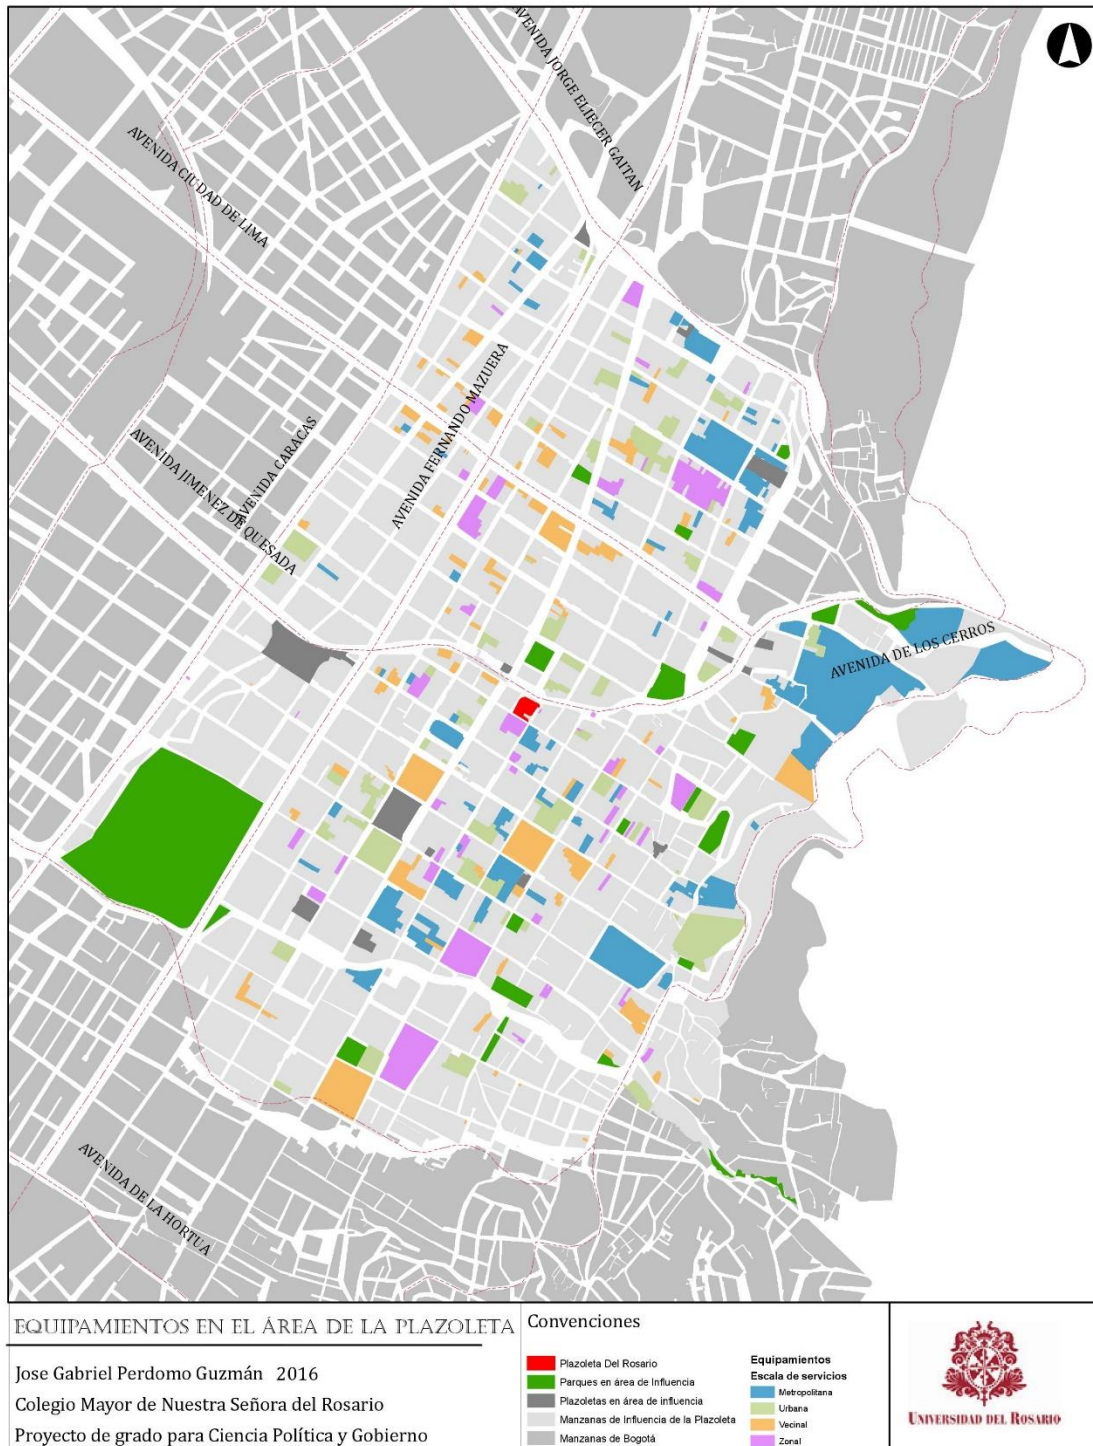 AVENIDA JORGE ELIECER GAITAN
AVENIDA CIUDAD DE LIMA
AVENIDA FERNANDO MAZUERA
AVENIDA CARACAS
AVENIDA JIMENEZ DE QUESADA
AVENIDA DE LOS CERROS
AVENIDA DE LA HORTUA
EQUIPAMIENTOS EN EL ÁREA DE LA PLAZOLETA
Jose Gabriel Perdomo Guzmán 2016
Colegio Mayor de Nuestra Señora del Rosario
Proyecto de grado para Ciencia Política y Gobierno
Convenciones
Plazoleta Del Rosario
Parques en área de Influencia
Plazoletas en área de influencia
Manzanas de Influencia de la Plazoleta
Manzanas de Bogotá
Equipamientos
Escala de servicios
Metropolitana
Urbana
Vecinal
Zonal
UNIVERSIDAD DEL ROSARIO